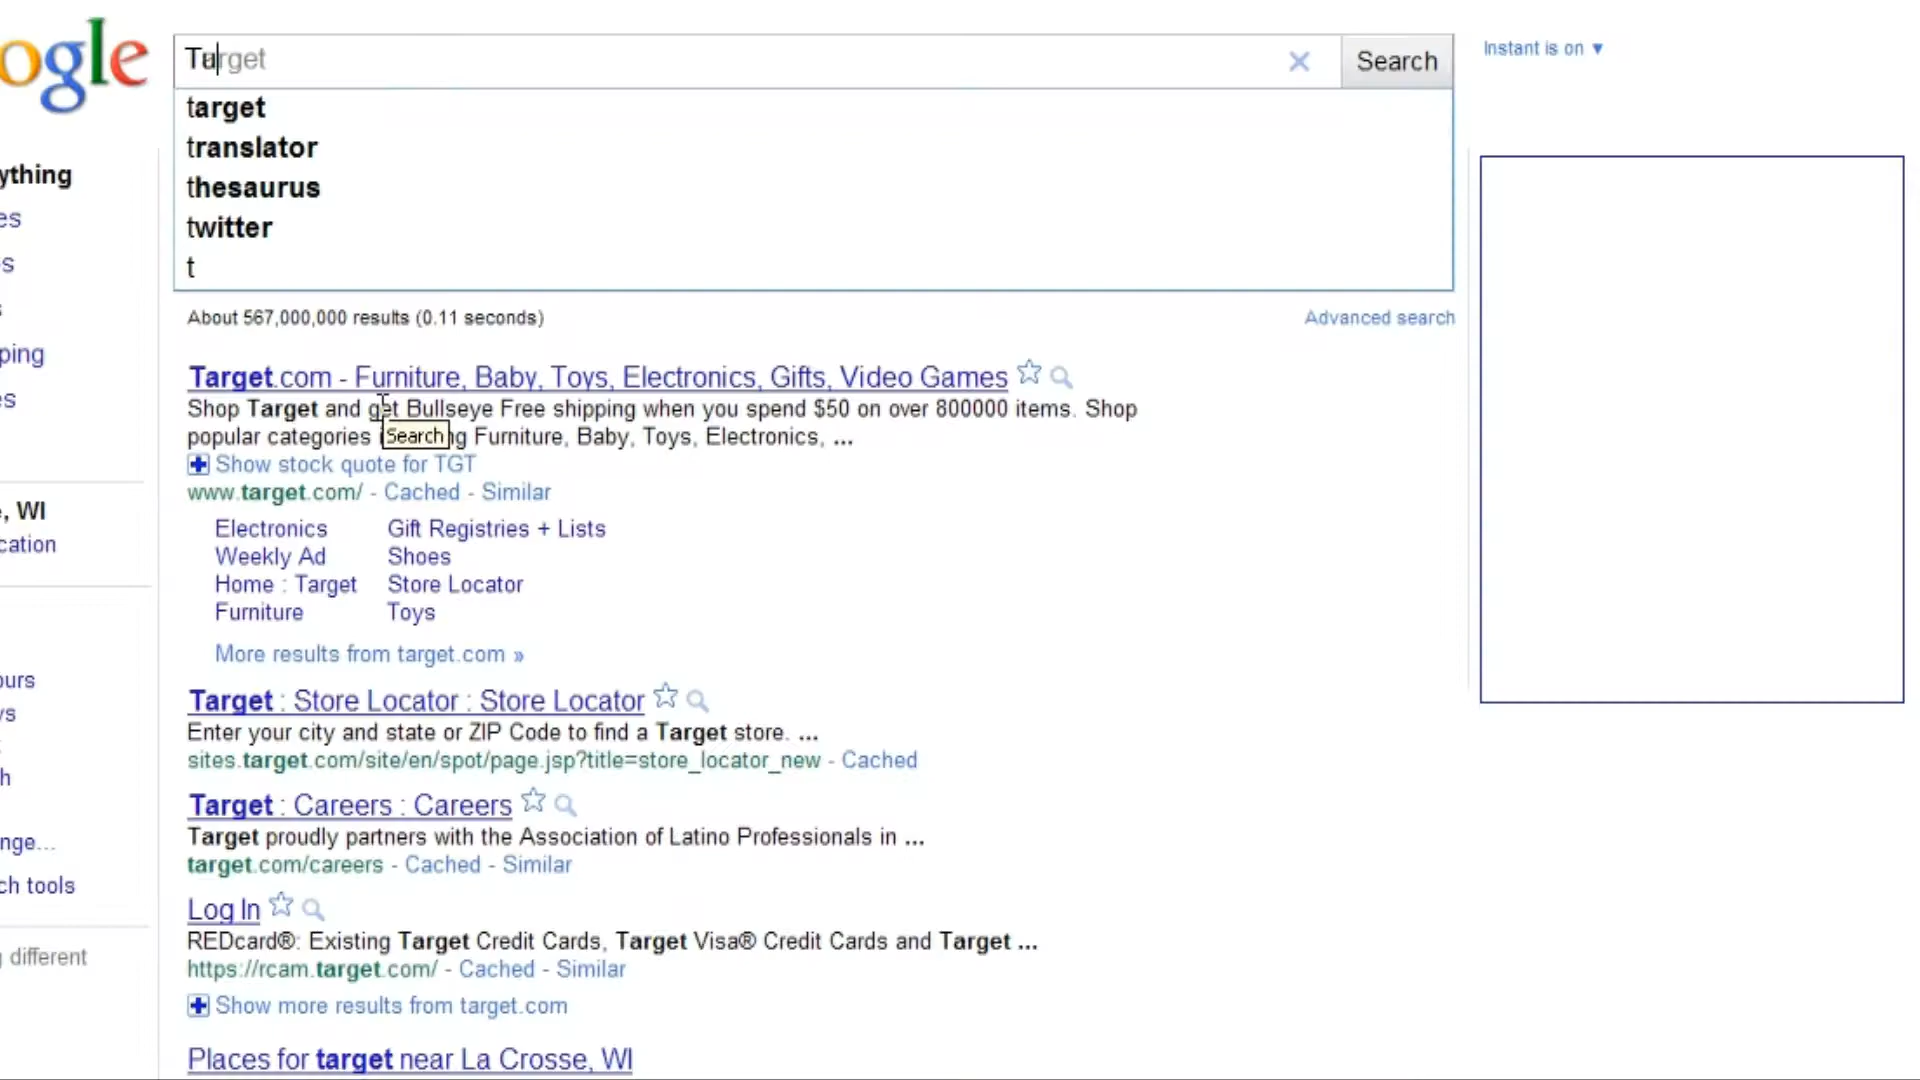 ogle
Target
Search
Instant is on ▼
target
translator
thesaurus
twitter
t
ything
es
s
ping
es
, WI
cation
ours
ys
h
nge...
ch tools
different
About 567,000,000 results (0.11 seconds)
Advanced search
Target.com - Furniture, Baby, Toys, Electronics, Gifts, Video Games
Shop Target and get Bullseye Free shipping when you spend $50 on over 800000 items. Shop
popular categories Search ng Furniture, Baby, Toys, Electronics, ...
Show stock quote for TGT
www.target.com/ - Cached - Similar
Electronics Gift Registries + Lists
Weekly Ad Shoes
Home : Target Store Locator
Furniture Toys
More results from target.com »
Target : Store Locator : Store Locator
Enter your city and state or ZIP Code to find a Target store. ...
sites.target.com/site/en/spot/page.jsp?title=store_locator_new - Cached
Target : Careers : Careers
Target proudly partners with the Association of Latino Professionals in ...
target.com/careers - Cached - Similar
Log In
REDcard®: Existing Target Credit Cards, Target Visa® Credit Cards and Target ...
https://rcam.target.com/ - Cached - Similar
Show more results from target.com
Places for target near La Crosse, WI